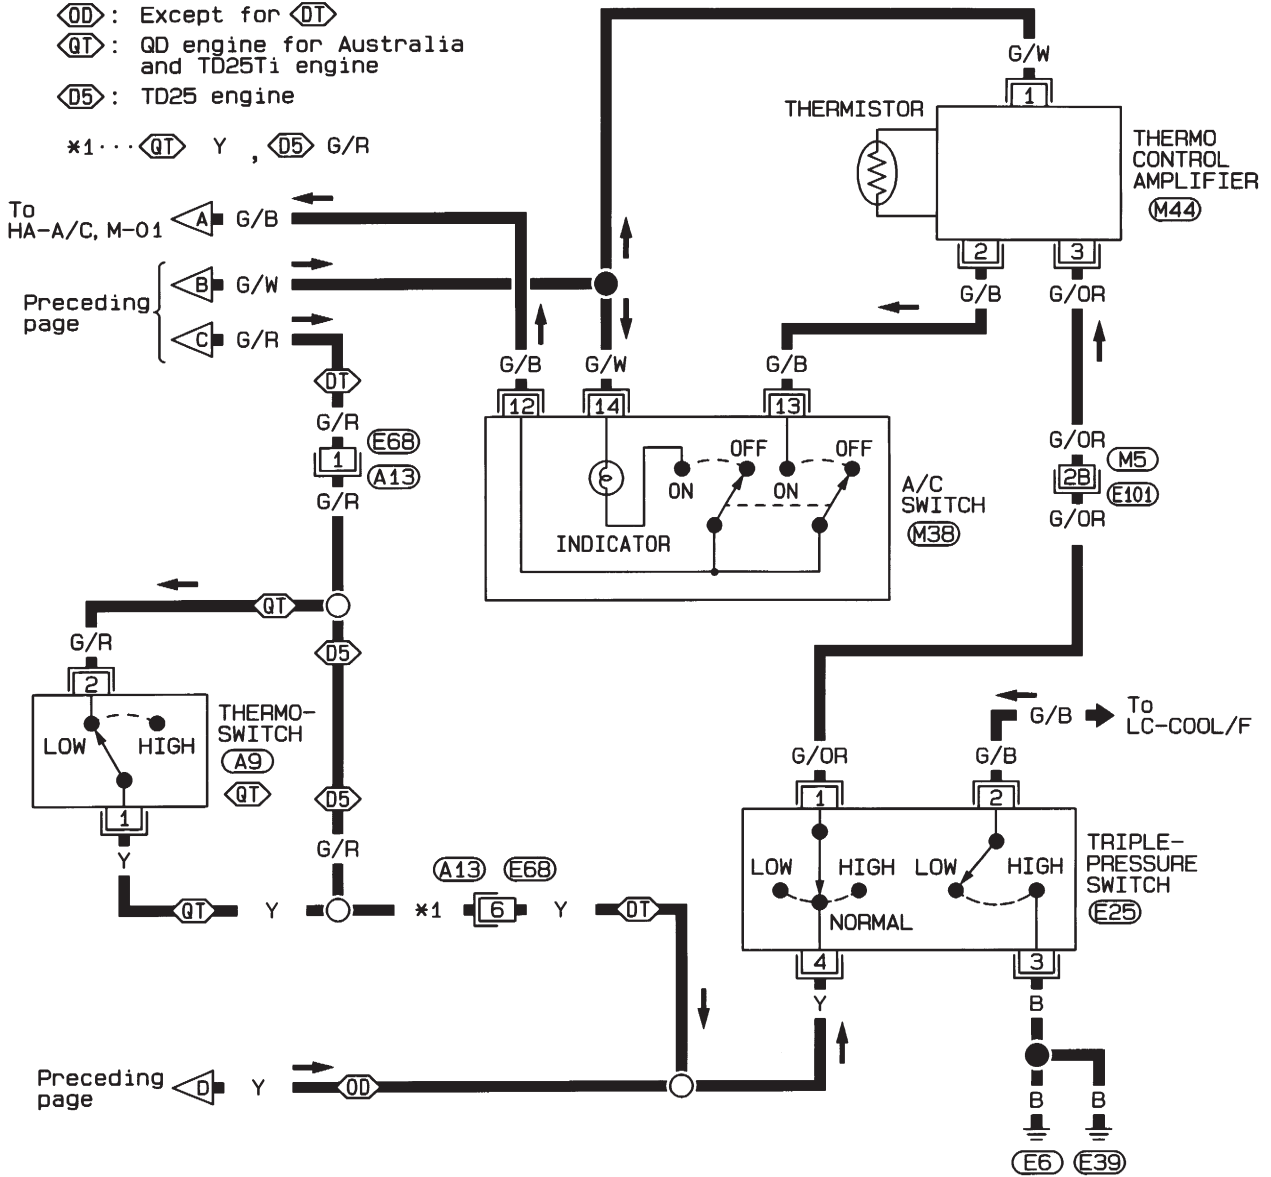 OD : Except for DT
QT : QD engine for Australia
and TD25Ti engine
D5 : TD25 engine
*1··· QT Y , D5 G/R
G/W
1
THERMISTOR
THERMO
CONTROL
AMPLIFIER
M44
2
3
G/B
G/OR
To
HA-A/C, M-01
A
G/B
B
G/W
Preceding
page
C
G/R
DT
G/R
1
E68
A13
G/R
G/B
G/W
G/B
12
14
13
OFF
OFF
ON
ON
INDICATOR
A/C
SWITCH
M38
G/OR
2B
M5
E101
G/OR
QT
G/R
D5
2
LOW
HIGH
THERMO-
SWITCH
A9
QT
1
Y
D5
G/R
QT
Y
*1
A13
E68
6
Y
DT
G/B
To
LC-COOL/F
G/OR
G/B
1
2
LOW
HIGH
LOW
HIGH
NORMAL
TRIPLE-
PRESSURE
SWITCH
E25
4
3
Y
B
B
B
E6
E39
Preceding
page
D
Y
OD